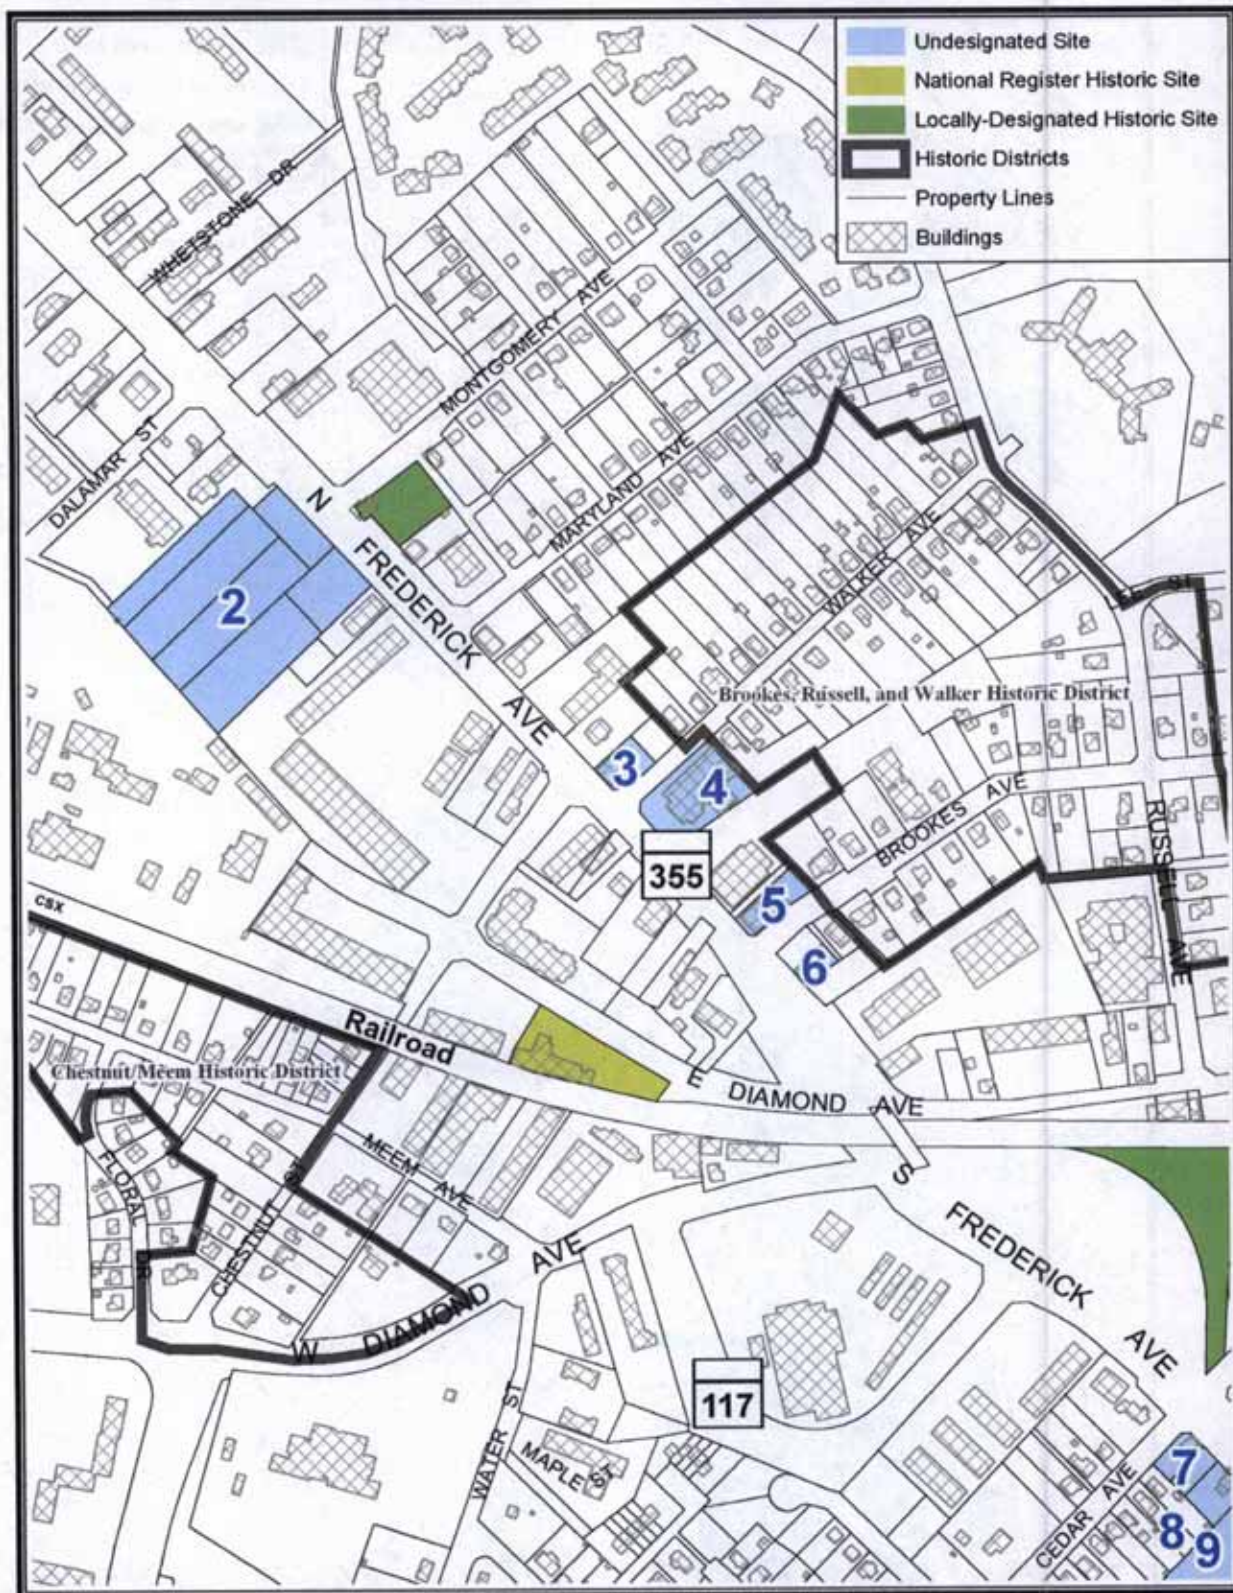 Undesignated Site
National Register Historic Site
Locally-Designated Historic Site
Historic Districts
Property Lines
Buildings
WHETSTONE DR
MONTGOMERY AVE
DALAMAR ST
MARYLAND AVE
N FREDERICK AVE
WALKER AVE
2
Brookes, Russell, and Walker Historic District
3
4
BROOKES AVE
RUSSELL AVE
355
5
6
CSX
Railroad
Chestnut/Meem Historic District
E DIAMOND AVE
MEEM AVE
FLORAL DR
CHESTNUT ST
W DIAMOND AVE
S FREDERICK AVE
117
WATER ST
MAPLE ST
CEDAR AVE
7
8
9